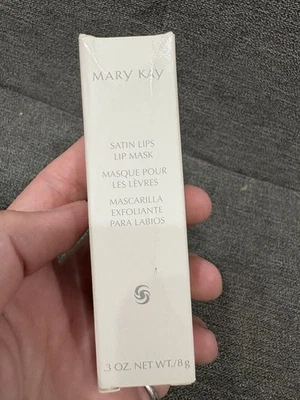 MARY KAY
SATIN LIPS
LIP MASK
MASQUE POUR
LES LÈVRES
MASCARILLA
EXFOLIANTE
PARA LABIOS
.3 OZ. NET WT./8 g